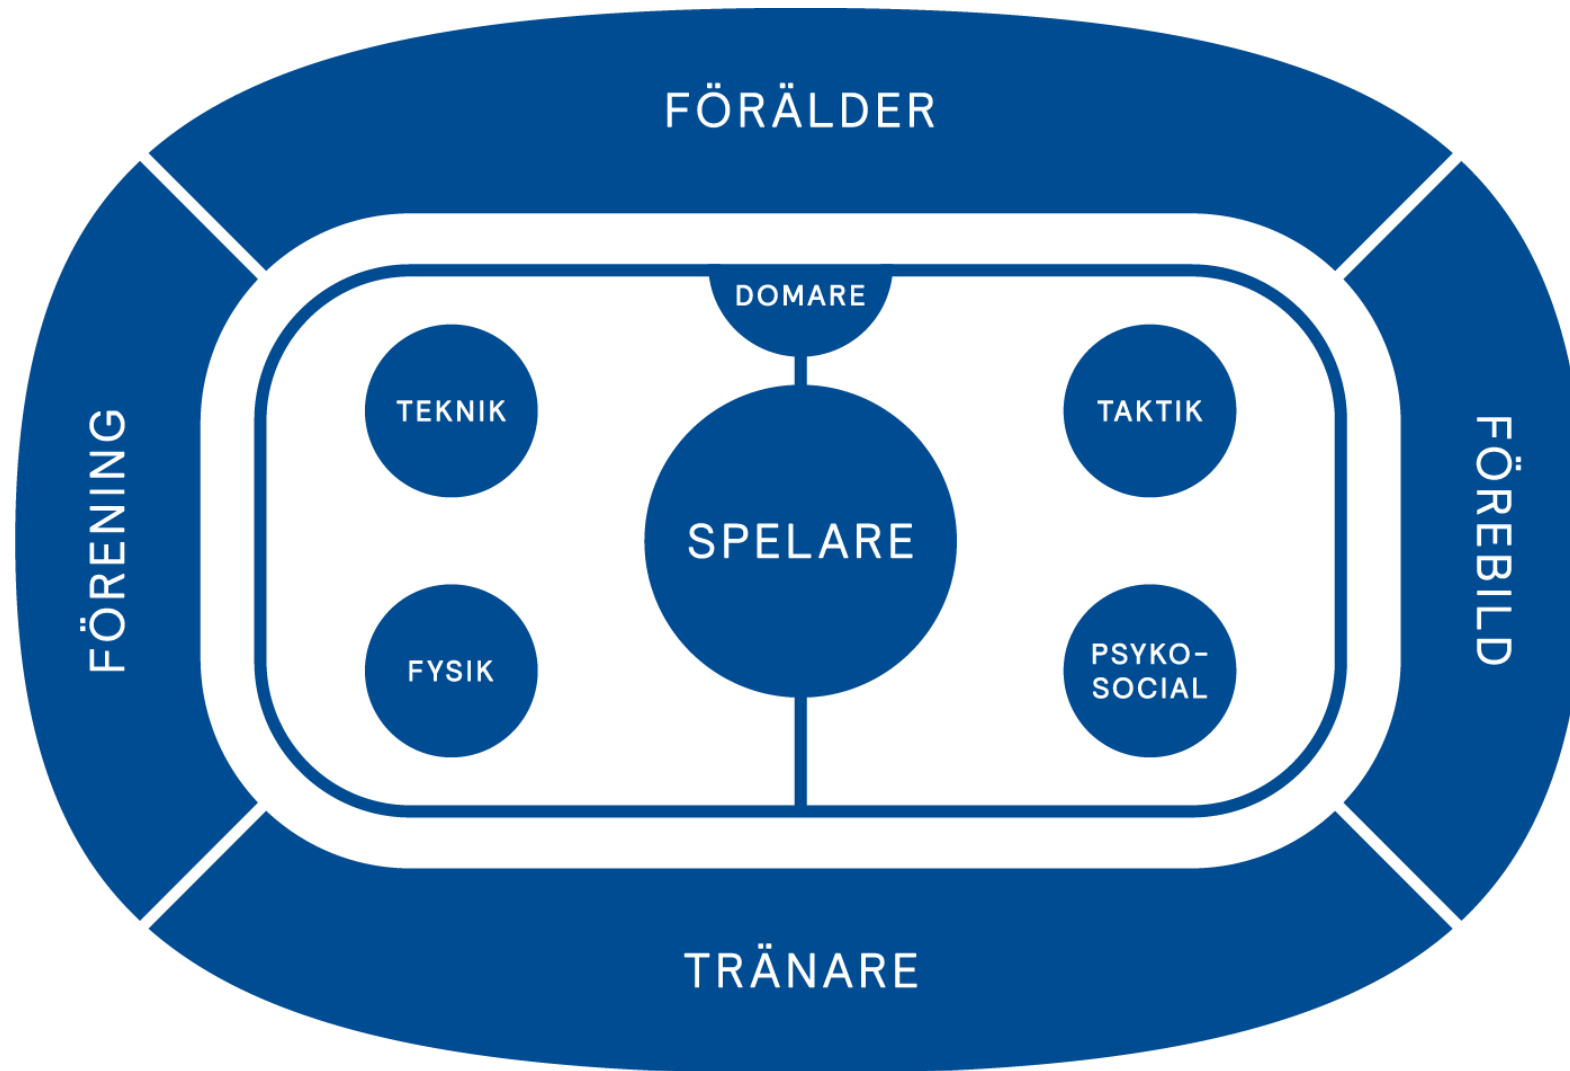 FÖRÄLDER
DOMARE
TEKNIK
TAKTIK
FÖRENING
SPELARE
FÖREBILD
FYSIK
PSYKO-
SOCIAL
TRÄNARE